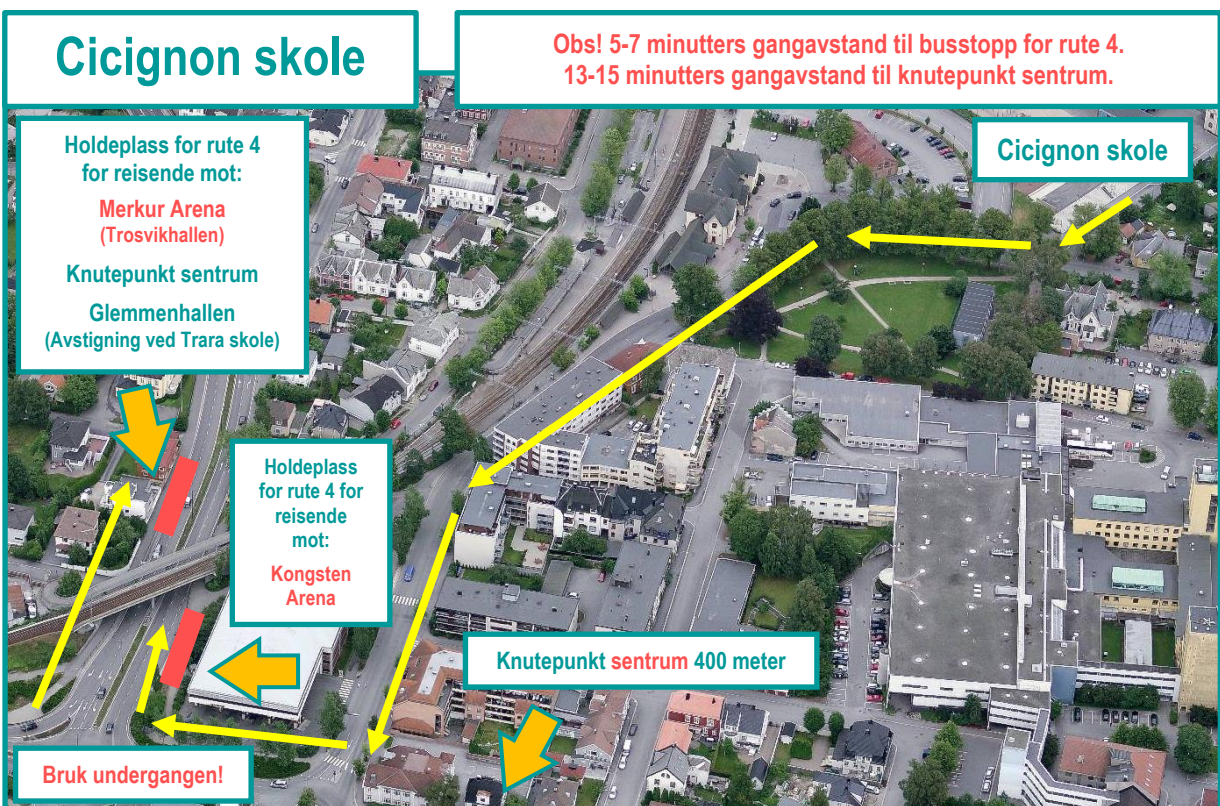 Cicignon skole
Obs! 5-7 minutters gangavstand til busstopp for rute 4.
13-15 minutters gangavstand til knutepunkt sentrum.
Holdeplass for rute 4
for reisende mot:
Merkur Arena
(Trosvikhallen)
Knutepunkt sentrum
Glemmenhallen
(Avstigning ved Trara skole)
Cicignon skole
Holdeplass
for rute 4 for
reisende
mot:
Kongsten
Arena
Knutepunkt sentrum 400 meter
Bruk undergangen!